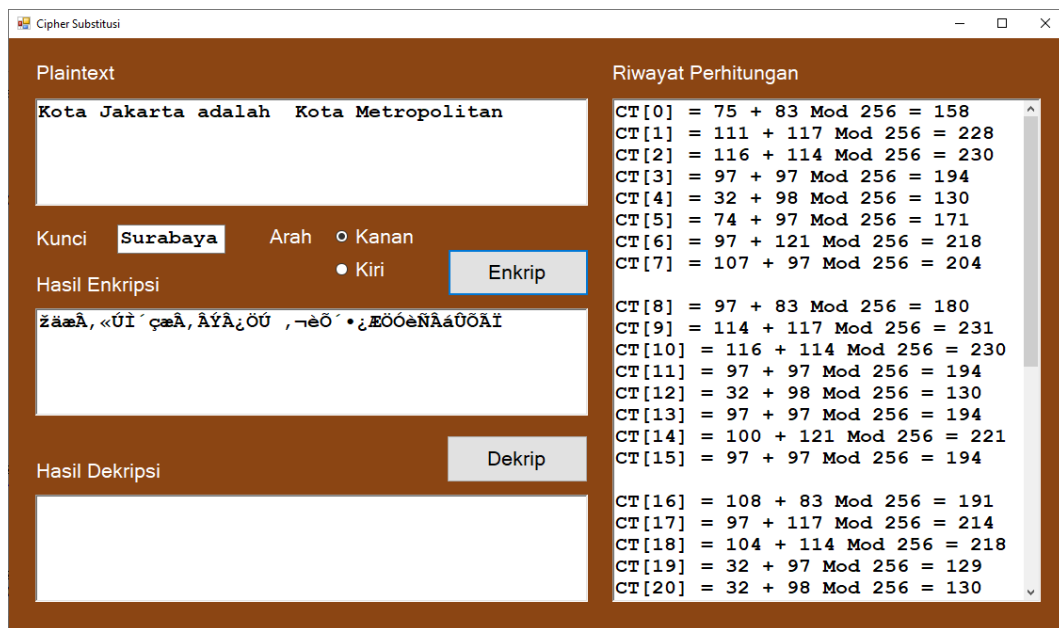 Cipher Substitusi
Plaintext
Kota Jakarta adalah  Kota Metropolitan
Kunci
Surabaya
Arah
Kanan
Kiri
Enkrip
Hasil Enkripsi
žäæÂ‚«ÚÌ´çæÂ‚ÂÝÂ¿ÖÚ ‚¬èÕ´•¿ÆÖÓèÑÂáÛÕÃÏ
Dekrip
Hasil Dekripsi
Riwayat Perhitungan
CT[0] = 75 + 83 Mod 256 = 158
CT[1] = 111 + 117 Mod 256 = 228
CT[2] = 116 + 114 Mod 256 = 230
CT[3] = 97 + 97 Mod 256 = 194
CT[4] = 32 + 98 Mod 256 = 130
CT[5] = 74 + 97 Mod 256 = 171
CT[6] = 97 + 121 Mod 256 = 218
CT[7] = 107 + 97 Mod 256 = 204
CT[8] = 97 + 83 Mod 256 = 180
CT[9] = 114 + 117 Mod 256 = 231
CT[10] = 116 + 114 Mod 256 = 230
CT[11] = 97 + 97 Mod 256 = 194
CT[12] = 32 + 98 Mod 256 = 130
CT[13] = 97 + 97 Mod 256 = 194
CT[14] = 100 + 121 Mod 256 = 221
CT[15] = 97 + 97 Mod 256 = 194
CT[16] = 108 + 83 Mod 256 = 191
CT[17] = 97 + 117 Mod 256 = 214
CT[18] = 104 + 114 Mod 256 = 218
CT[19] = 32 + 97 Mod 256 = 129
CT[20] = 32 + 98 Mod 256 = 130